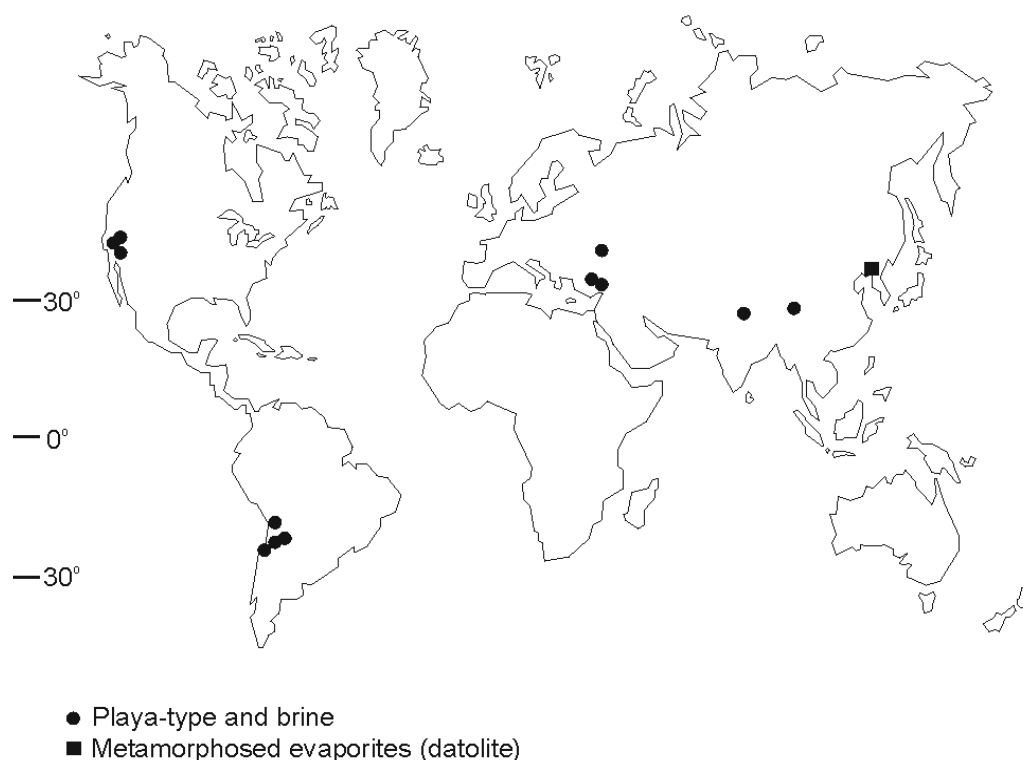 30°
0°
30°
Playa-type and brine
Metamorphosed evaporites (datolite)